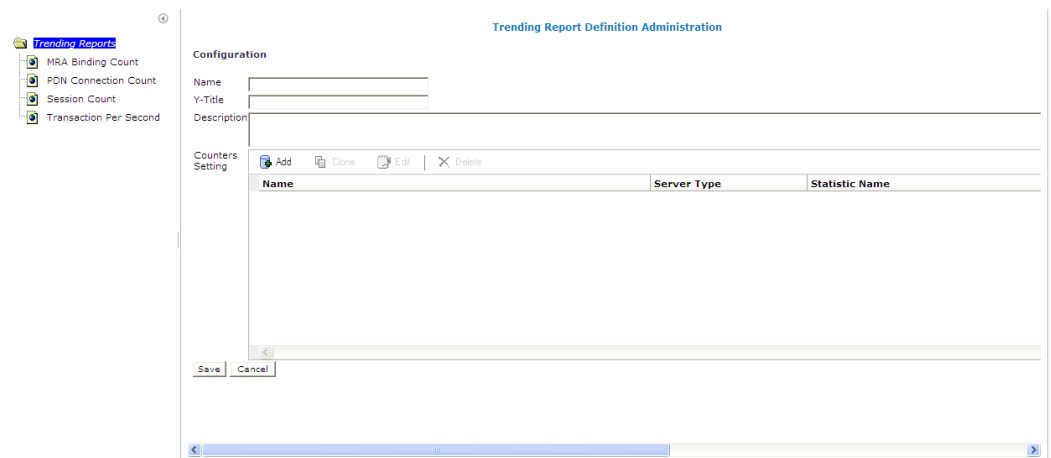 Trending Reports
MRA Binding Count
PDN Connection Count
Session Count
Transaction Per Second
Trending Report Definition Administration
Configuration
Name
Y-Title
Description
Counters
Setting
Add Clone Edit Delete
Name Server Type Statistic Name
Save Cancel